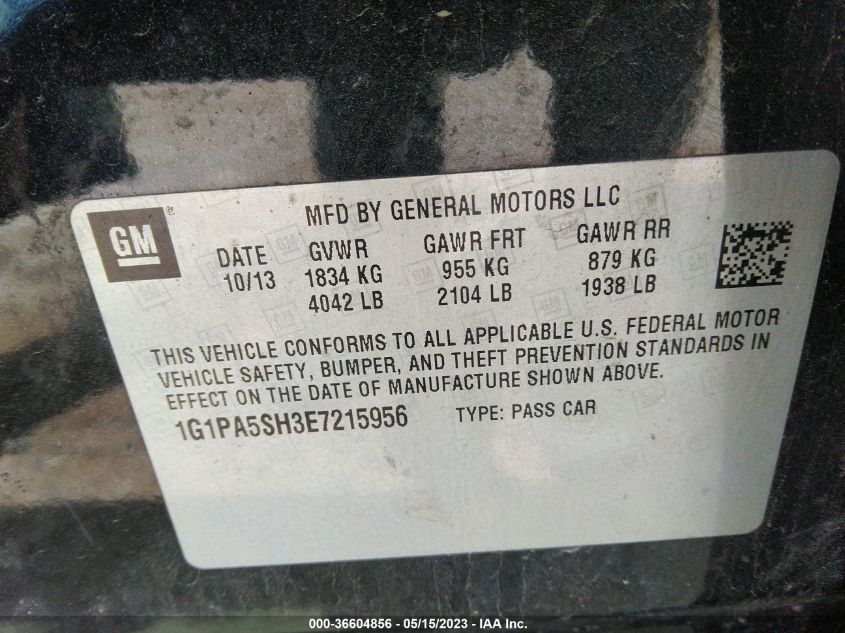 MFD BY GENERAL MOTORS LLC
GM®
DATE GVWR GAWR FRT GAWR RR
10/13 1834 KG 955 KG 879 KG
4042 LB 2104 LB 1938 LB
THIS VEHICLE CONFORMS TO ALL APPLICABLE U.S. FEDERAL MOTOR
VEHICLE SAFETY, BUMPER, AND THEFT PREVENTION STANDARDS IN
EFFECT ON THE DATE OF MANUFACTURE SHOWN ABOVE.
1G1PA5SH3E7215956 TYPE: PASS CAR
000-36604856 - 05/15/2023 - IAA Inc.